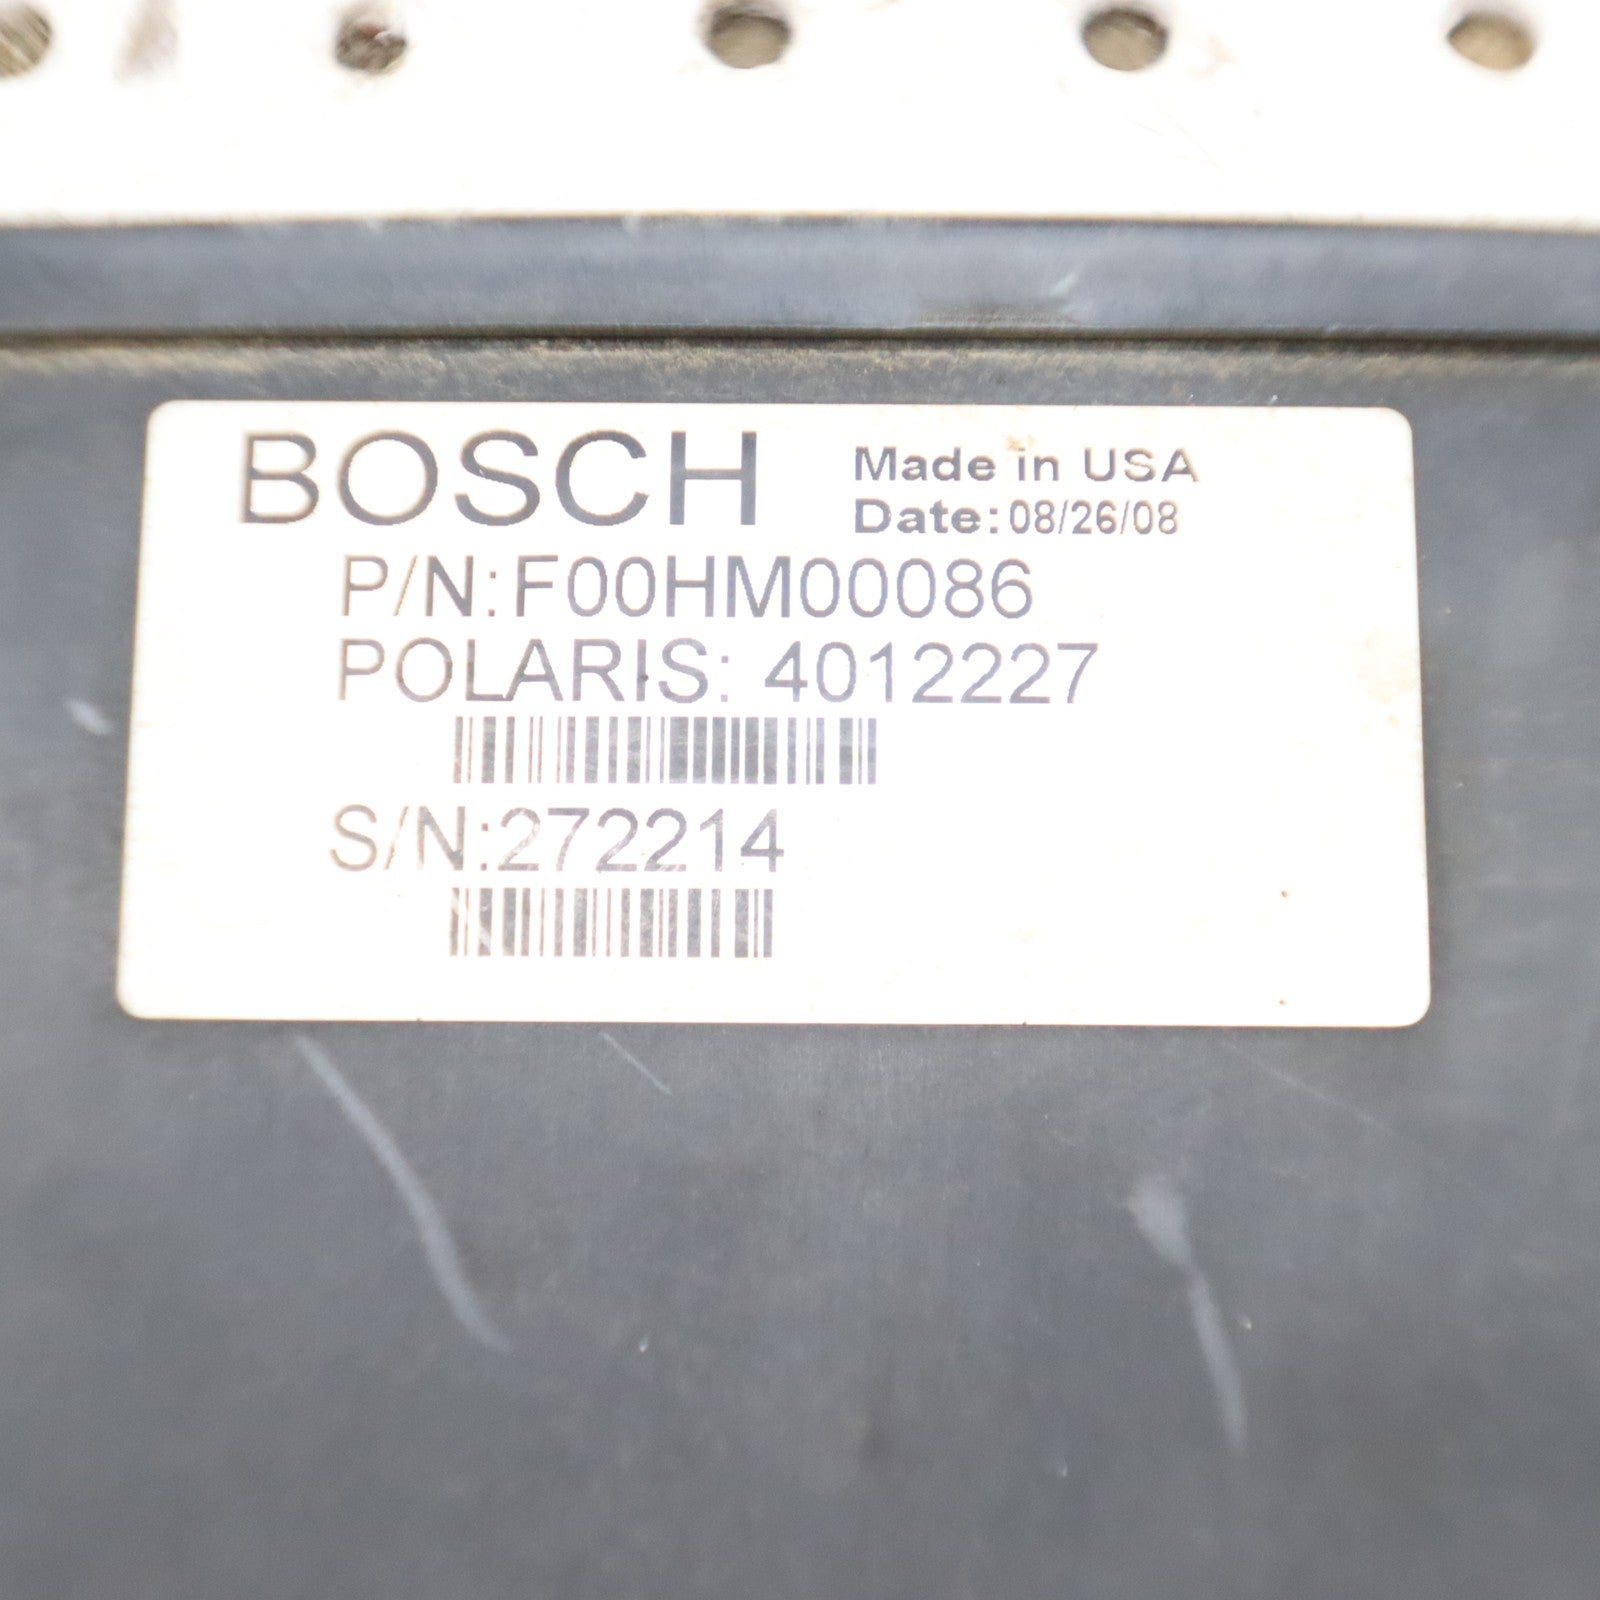 BOSCH
Made in USA
Date: 08/26/08
P/N: F00HM00086
POLARIS: 4012227
S/N:272214